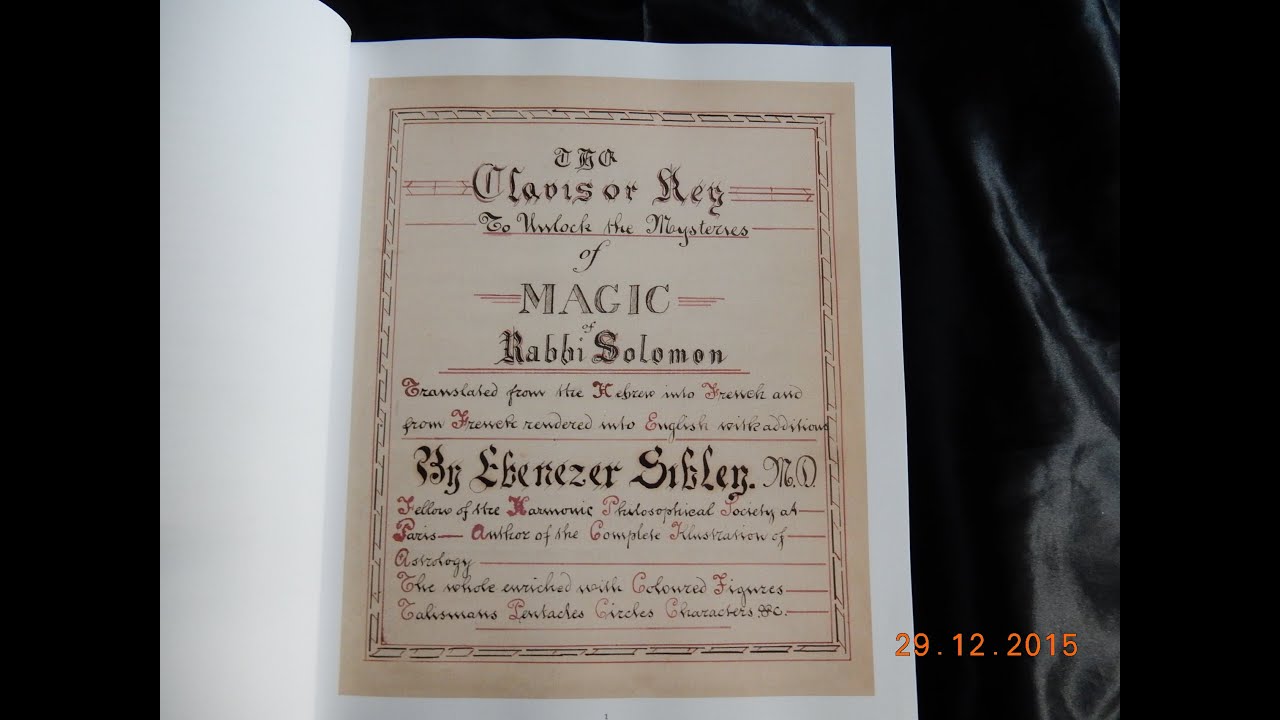 The
Clavis or Key
To Unlock the Mysteries
of
MAGIC
of
Rabbi Solomon
Translated from the Hebrew into French and
from French rendered into English with additions
By Ebenezer Sibley. M.D.
Fellow of the Harmonic Philosophical Society at
Paris— Author of the Complete Illustration of
Astrology
The whole enriched with Coloured Figures
Talismans Pentacles Circles Characters &c.
1
29.12.2015